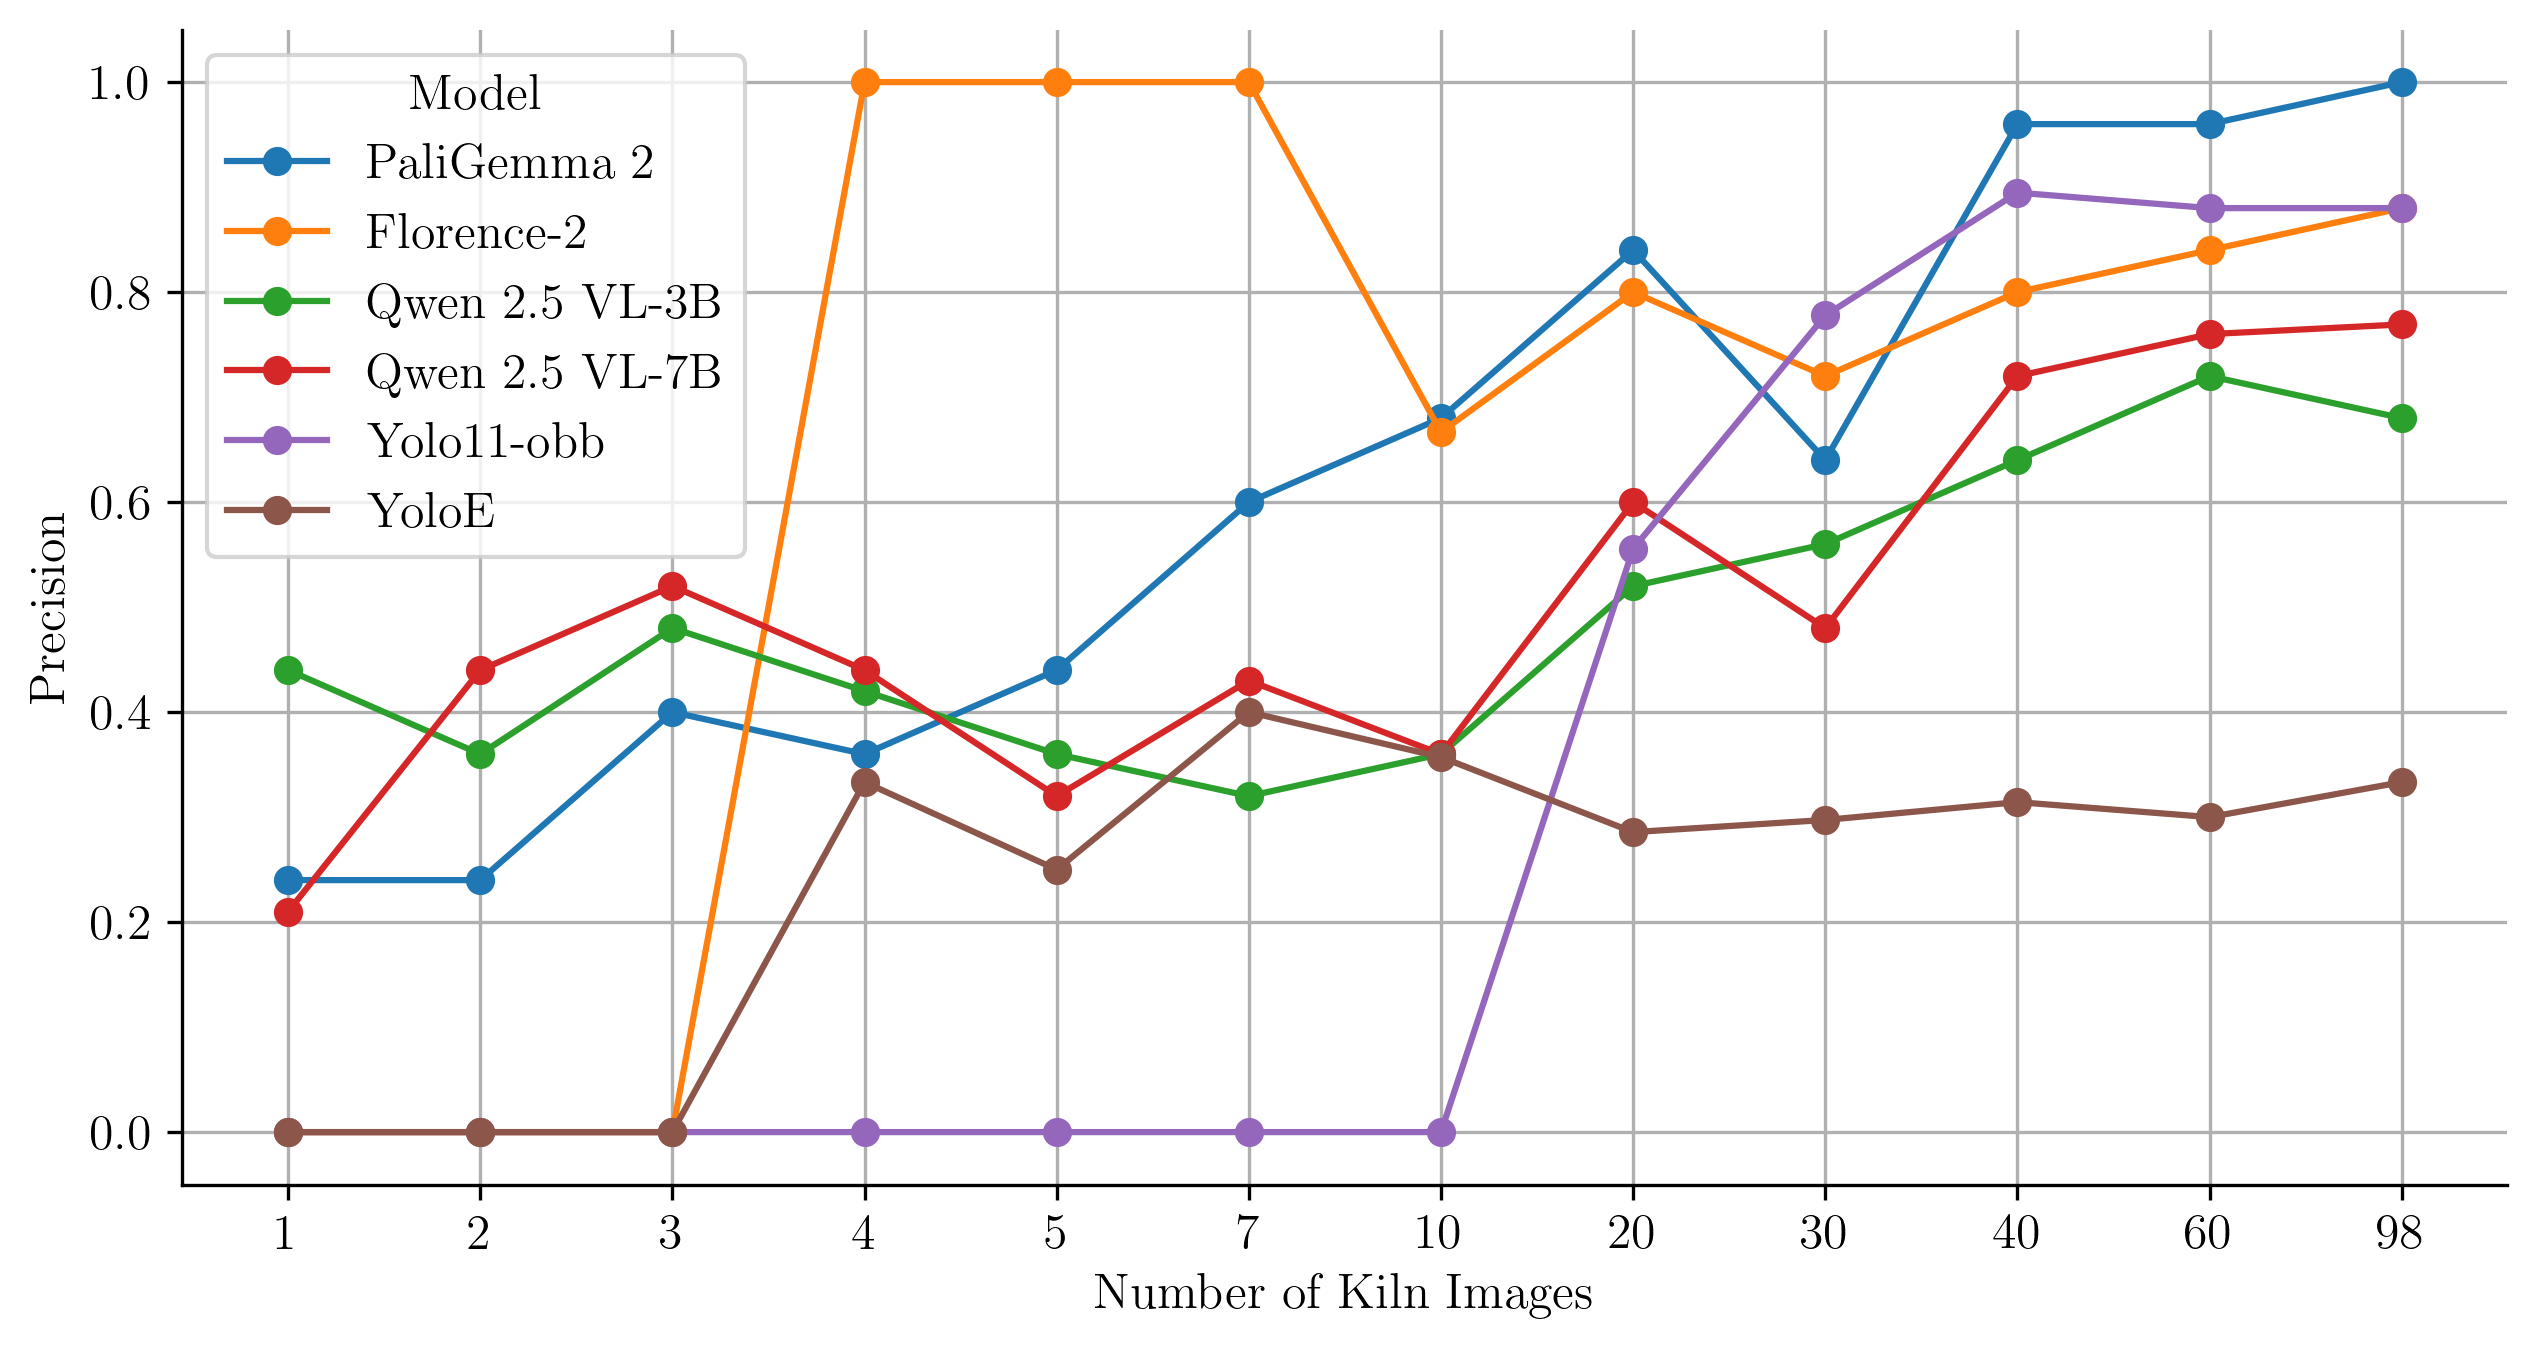 Model
PaliGemma 2
Florence-2
Qwen 2.5 VL-3B
Qwen 2.5 VL-7B
Yolo11-obb
YoloE
Precision
1.0
0.8
0.6
0.4
0.2
0.0
1 2 3 4 5 7 10 20 30 40 60 98
Number of Kiln Images